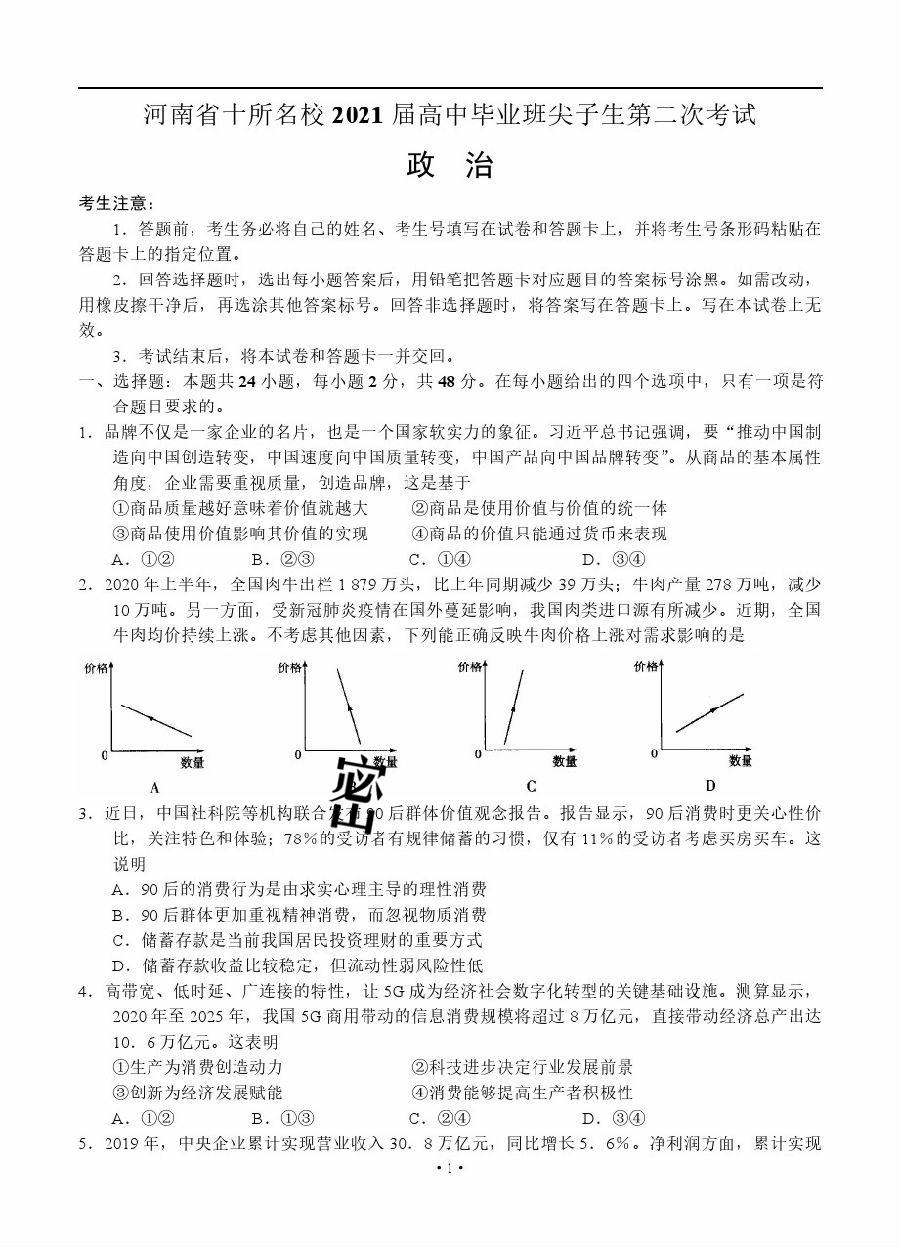 河南省十所名校2021届高中毕业班尖子生第二次考试
政 治
考生注意：
1．答题前，考生务必将自己的姓名、考生号填写在试卷和答题卡上，并将考生号条形码粘贴在
答题卡上的指定位置。
2．回答选择题时，选出每小题答案后，用铅笔把答题卡对应题目的答案标号涂黑。如需改动，
用橡皮擦干净后，再选涂其他答案标号。回答非选择题时，将答案写在答题卡上。写在本试卷上无
效。
3．考试结束后，将本试卷和答题卡一并交回。
一、选择题：本题共24小题，每小题2分，共48分。在每小题给出的四个选项中，只有一项是符
合题目要求的。
1．品牌不仅是一家企业的名片，也是一个国家软实力的象征。习近平总书记强调，要“推动中国制
造向中国创造转变，中国速度向中国质量转变，中国产品向中国品牌转变”。从商品的基本属性
角度，企业需要重视质量，创造品牌，这是基于
①商品质量越好意味着价值就越大 ②商品是使用价值与价值的统一体
③商品使用价值影响其价值的实现 ④商品的价值只能通过货币来表现
A．①② B．②③ C．①④ D．③④
2．2020年上半年，全国肉牛出栏1 879万头，比上年同期减少39万头；牛肉产量278万吨，减少
10万吨。另一方面，受新冠肺炎疫情在国外蔓延影响，我国肉类进口源有所减少。近期，全国
牛肉均价持续上涨。不考虑其他因素，下列能正确反映牛肉价格上涨对需求影响的是
价格 价格 价格 价格
0 数量 0 数量 0 数量 0 数量
A C D
密
3．近日，中国社科院等机构联合发布90后群体价值观念报告。报告显示，90后消费时更关心性价
比，关注特色和体验；78％的受访者有规律储蓄的习惯，仅有11％的受访者考虑买房买车。这
说明
A．90后的消费行为是由求实心理主导的理性消费
B．90后群体更加重视精神消费，而忽视物质消费
C．储蓄存款是当前我国居民投资理财的重要方式
D．储蓄存款收益比较稳定，但流动性弱风险性低
4．高带宽、低时延、广连接的特性，让5G成为经济社会数字化转型的关键基础设施。测算显示，
2020年至2025年，我国5G商用带动的信息消费规模将超过8万亿元，直接带动经济总产出达
10．6万亿元。这表明
①生产为消费创造动力 ②科技进步决定行业发展前景
③创新为经济发展赋能 ④消费能够提高生产者积极性
A．①② B．①③ C．②④ D．③④
5．2019年，中央企业累计实现营业收入30．8万亿元，同比增长5．6％。净利润方面，累计实现
·1·